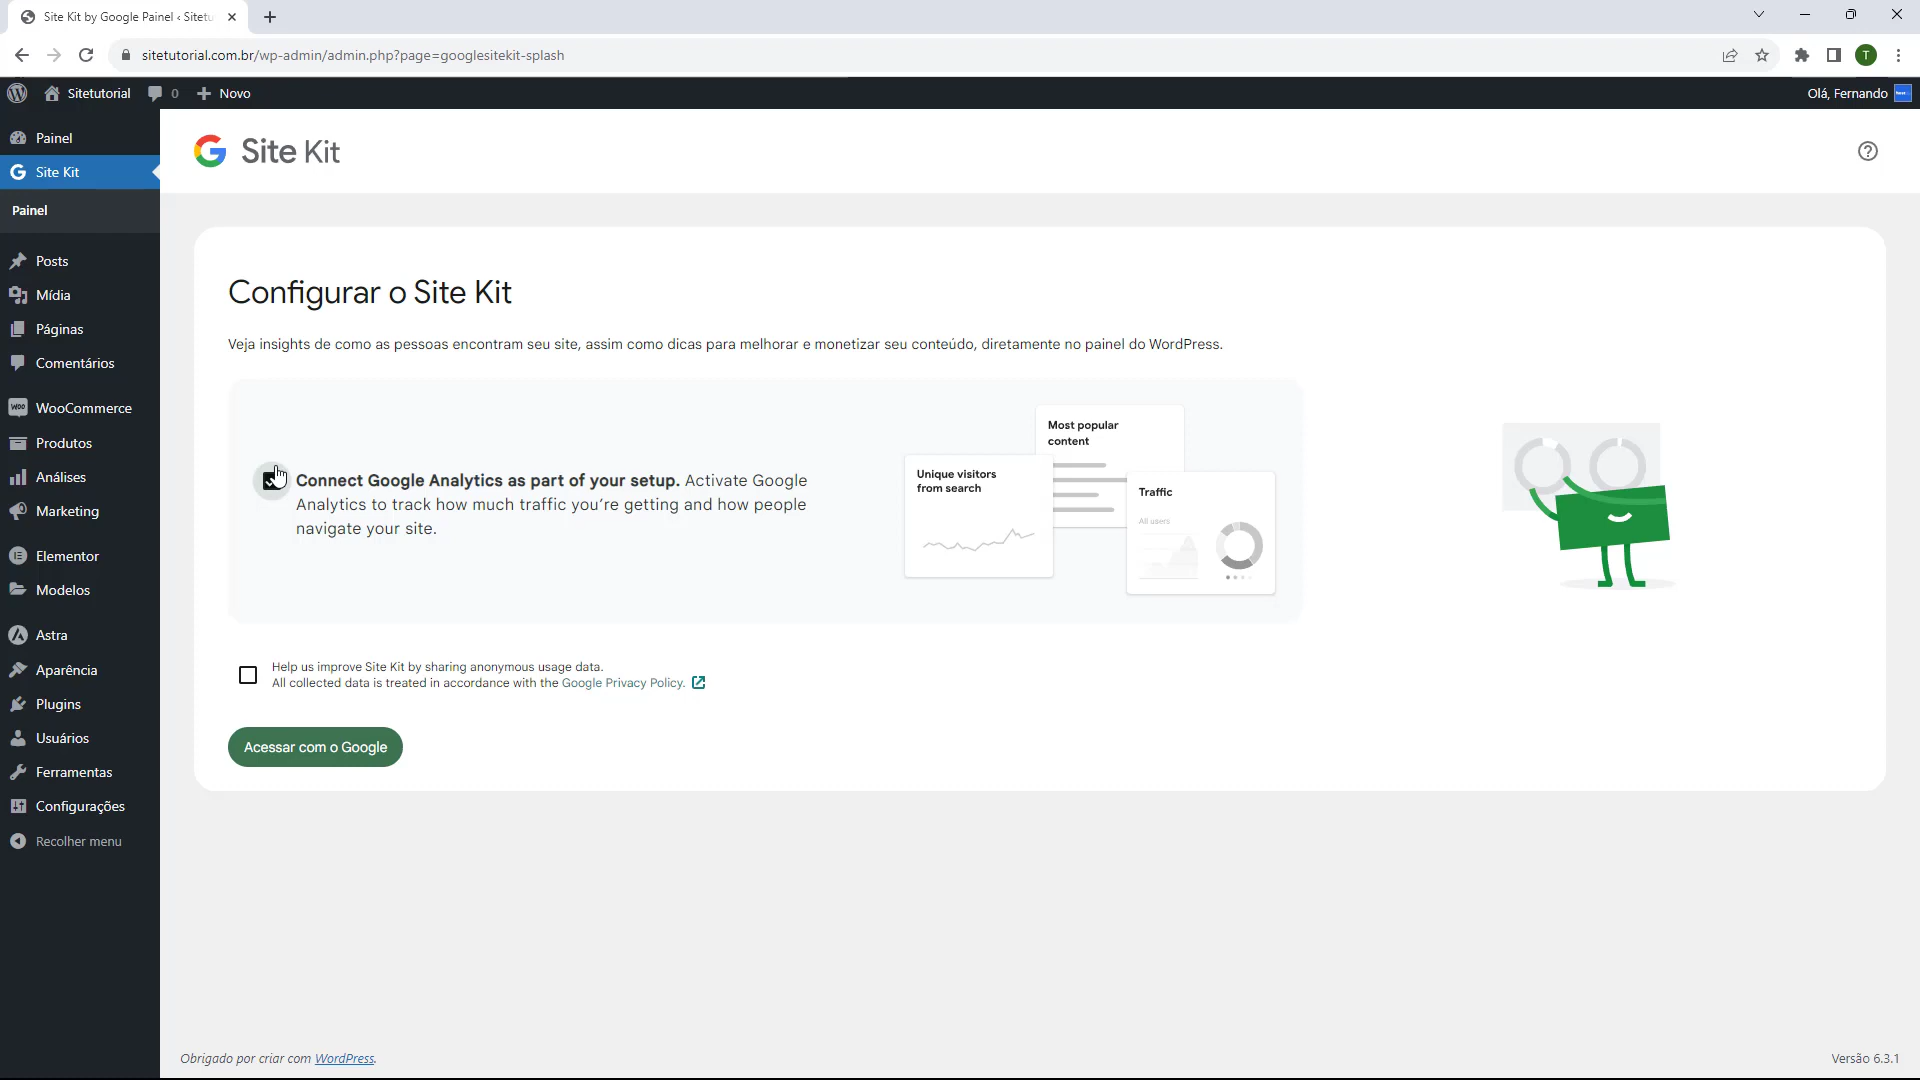 Site Kit by Google Painel ‹ Sitetu
sitetutorial.com.br/wp-admin/admin.php?page=googlesitekit-splash
T
Sitetutorial
0
Novo
Olá, Fernando
Painel
Site Kit
Painel
Posts
Mídia
Páginas
Comentários
WooCommerce
Produtos
Análises
Marketing
Elementor
Modelos
Astra
Aparência
Plugins
Usuários
Ferramentas
Configurações
Recolher menu
Site Kit
Configurar o Site Kit
Veja insights de como as pessoas encontram seu site, assim como dicas para melhorar e monetizar seu conteúdo, diretamente no painel do WordPress.
Connect Google Analytics as part of your setup. Activate Google
Analytics to track how much traffic you're getting and how people
navigate your site.
Most popular
content
Unique visitors
from search
Traffic
All users
Help us improve Site Kit by sharing anonymous usage data.
All collected data is treated in accordance with the Google Privacy Policy.
Acessar com o Google
Obrigado por criar com WordPress.
Versão 6.3.1